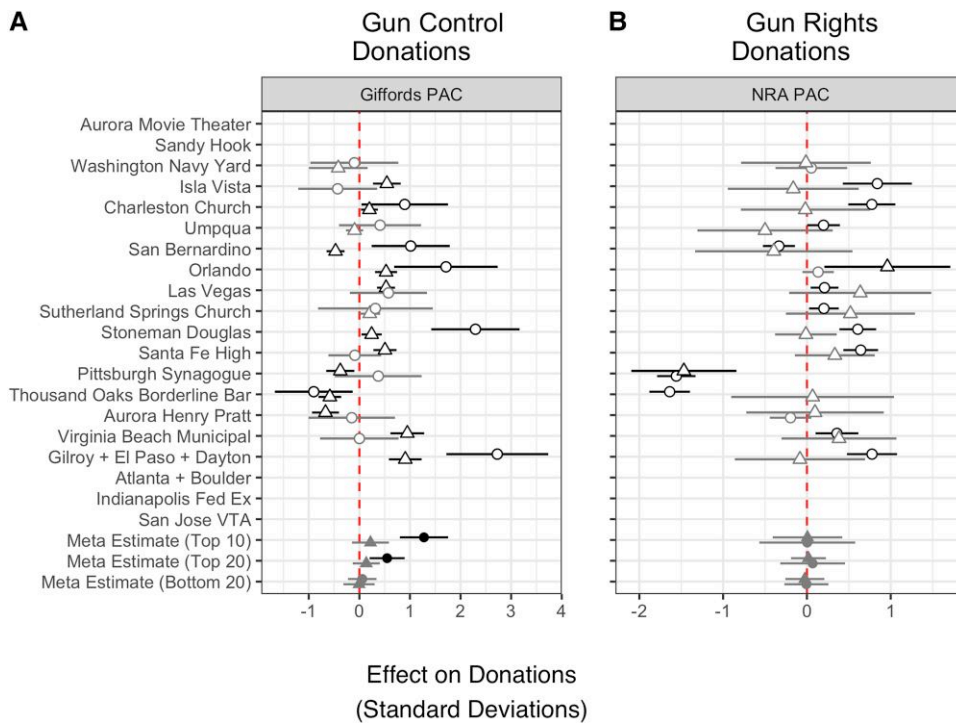 A
Gun Control
Donations
B
Gun Rights
Donations
Giffords PAC
NRA PAC
Aurora Movie Theater
Sandy Hook
Washington Navy Yard
Isla Vista
Charleston Church
Umpqua
San Bernardino
Orlando
Las Vegas
Sutherland Springs Church
Stoneman Douglas
Santa Fe High
Pittsburgh Synagogue
Thousand Oaks Borderline Bar
Aurora Henry Pratt
Virginia Beach Municipal
Gilroy + El Paso + Dayton
Atlanta + Boulder
Indianapolis Fed Ex
San Jose VTA
Meta Estimate (Top 10)
Meta Estimate (Top 20)
Meta Estimate (Bottom 20)
-1 0 1 2 3 4
-2 -1 0 1
Effect on Donations
(Standard Deviations)